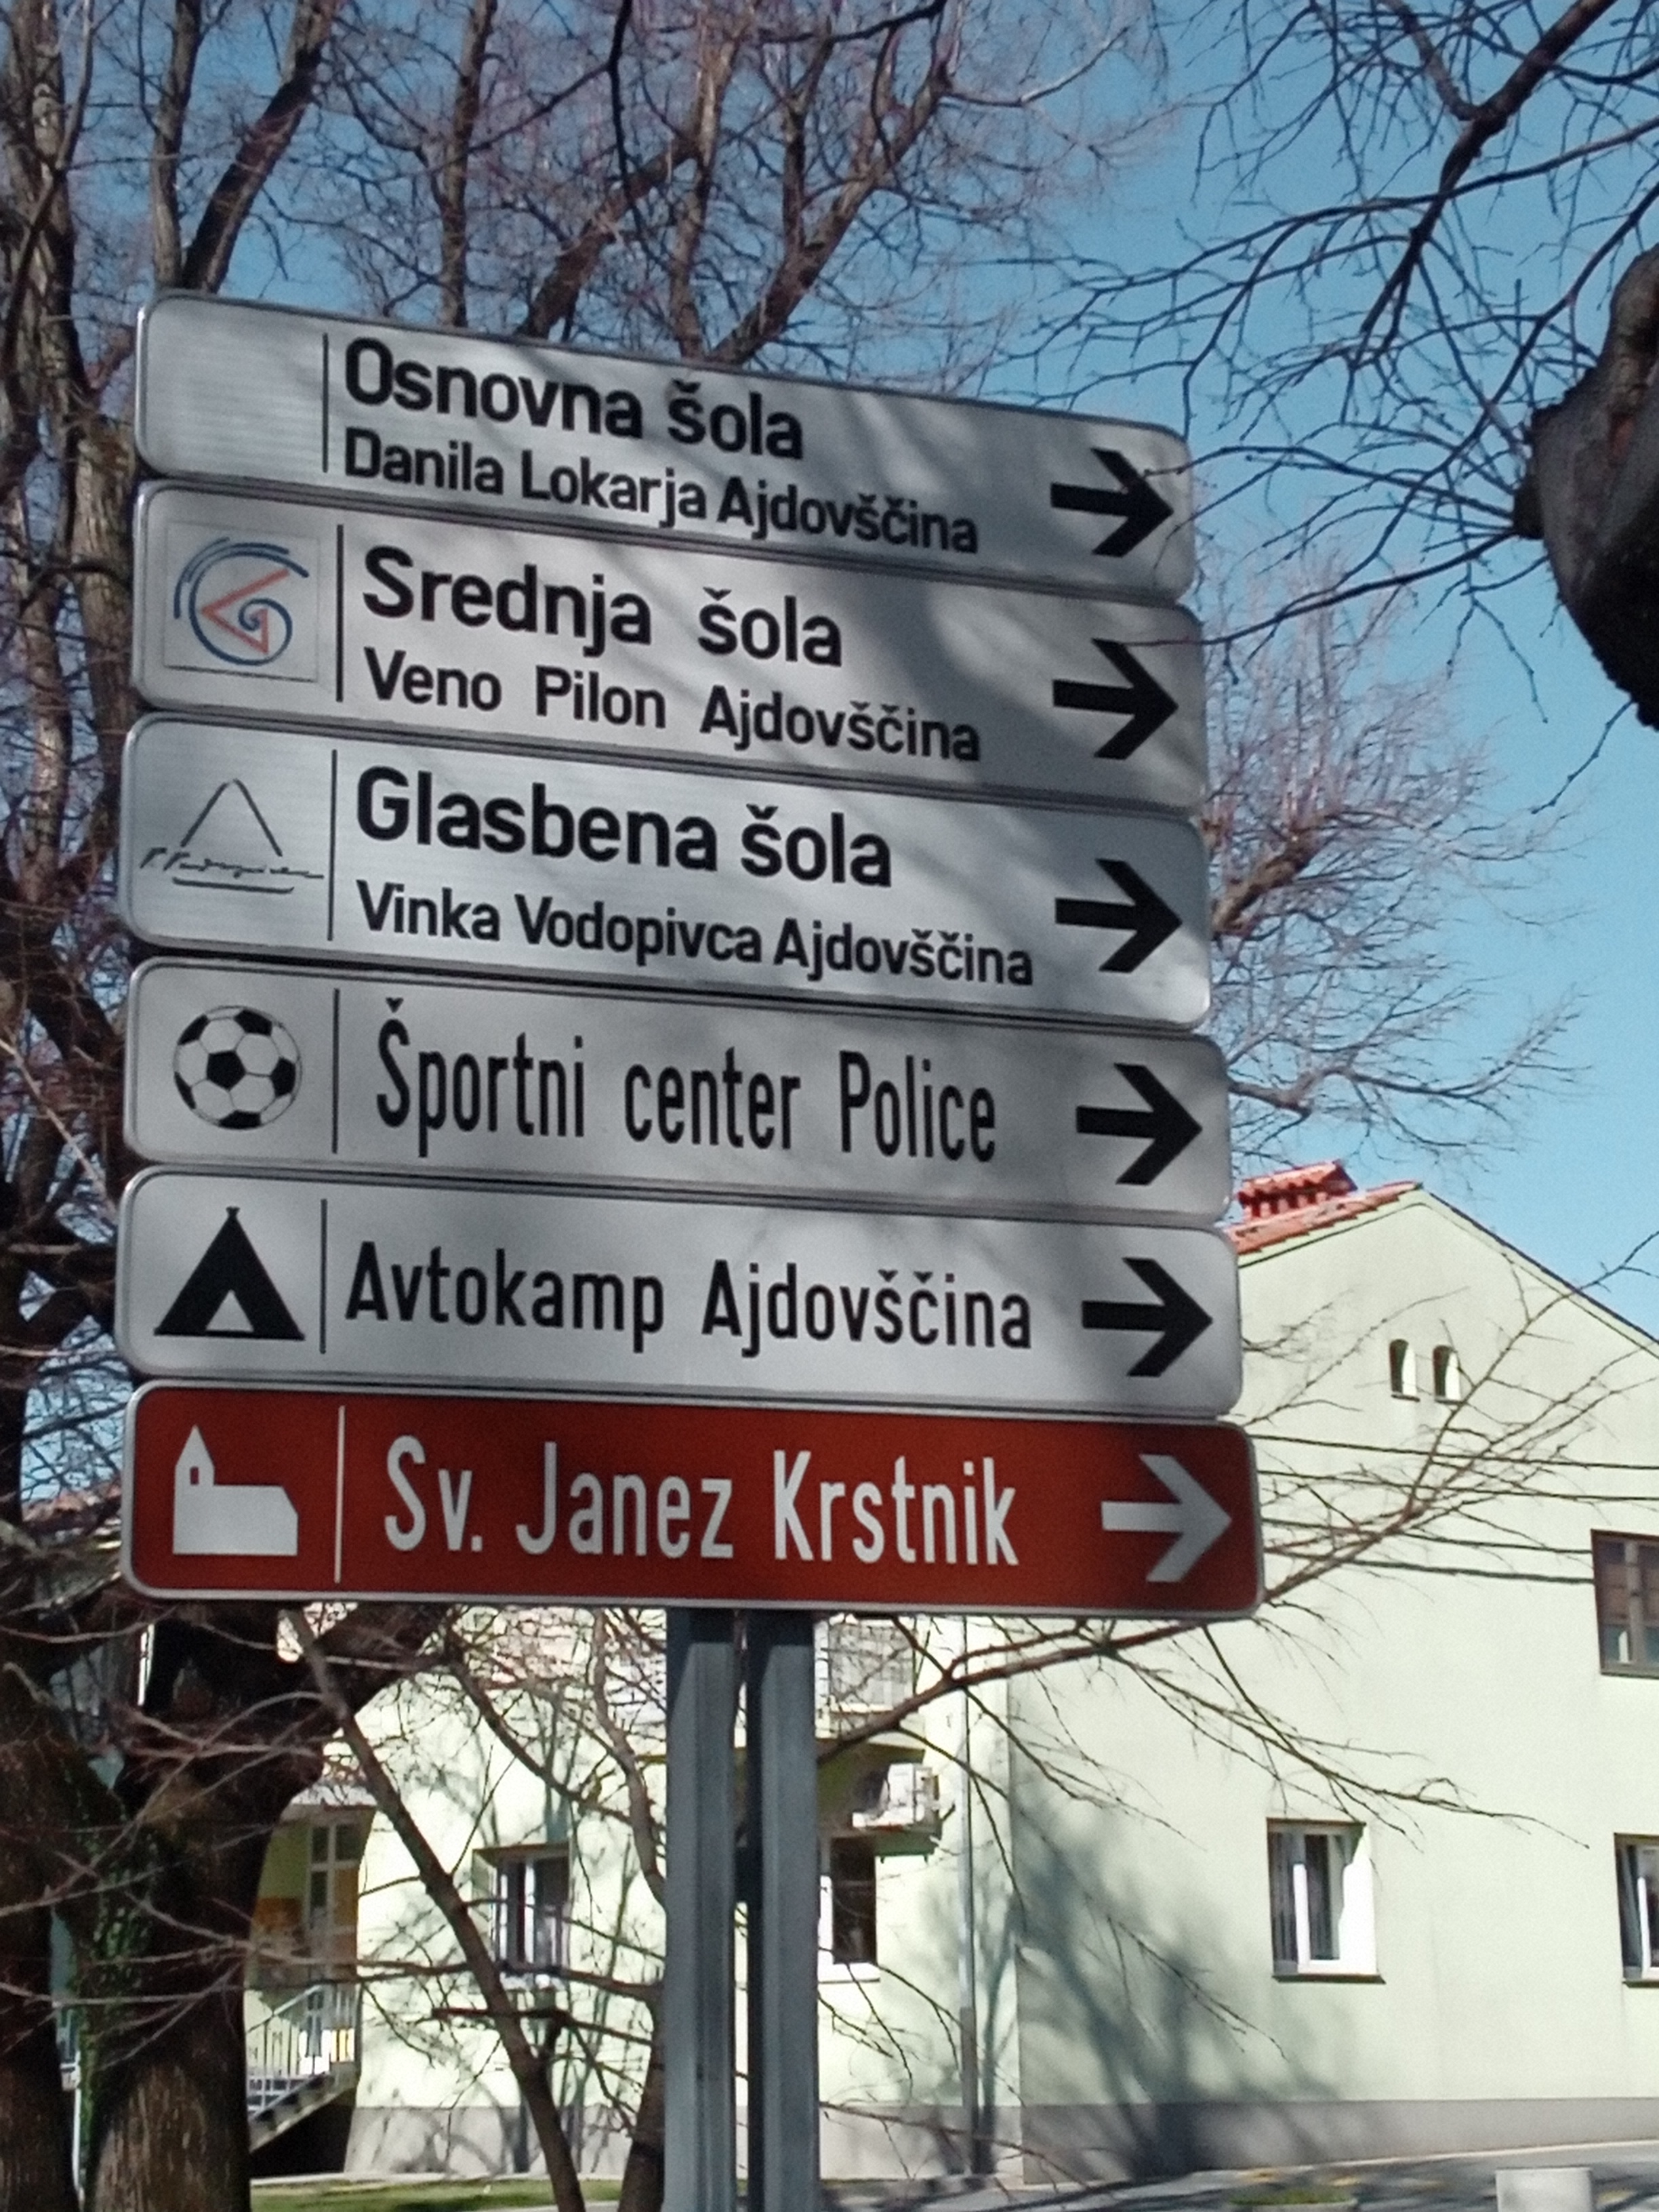 Osnovna šola
Danila Lokarja Ajdovščina
Srednja šola
Veno Pilon Ajdovščina
Glasbena šola
Vinka Vodopivca Ajdovščina
Športni center Police
Avtokamp Ajdovščina
Sv. Janez Krstnik